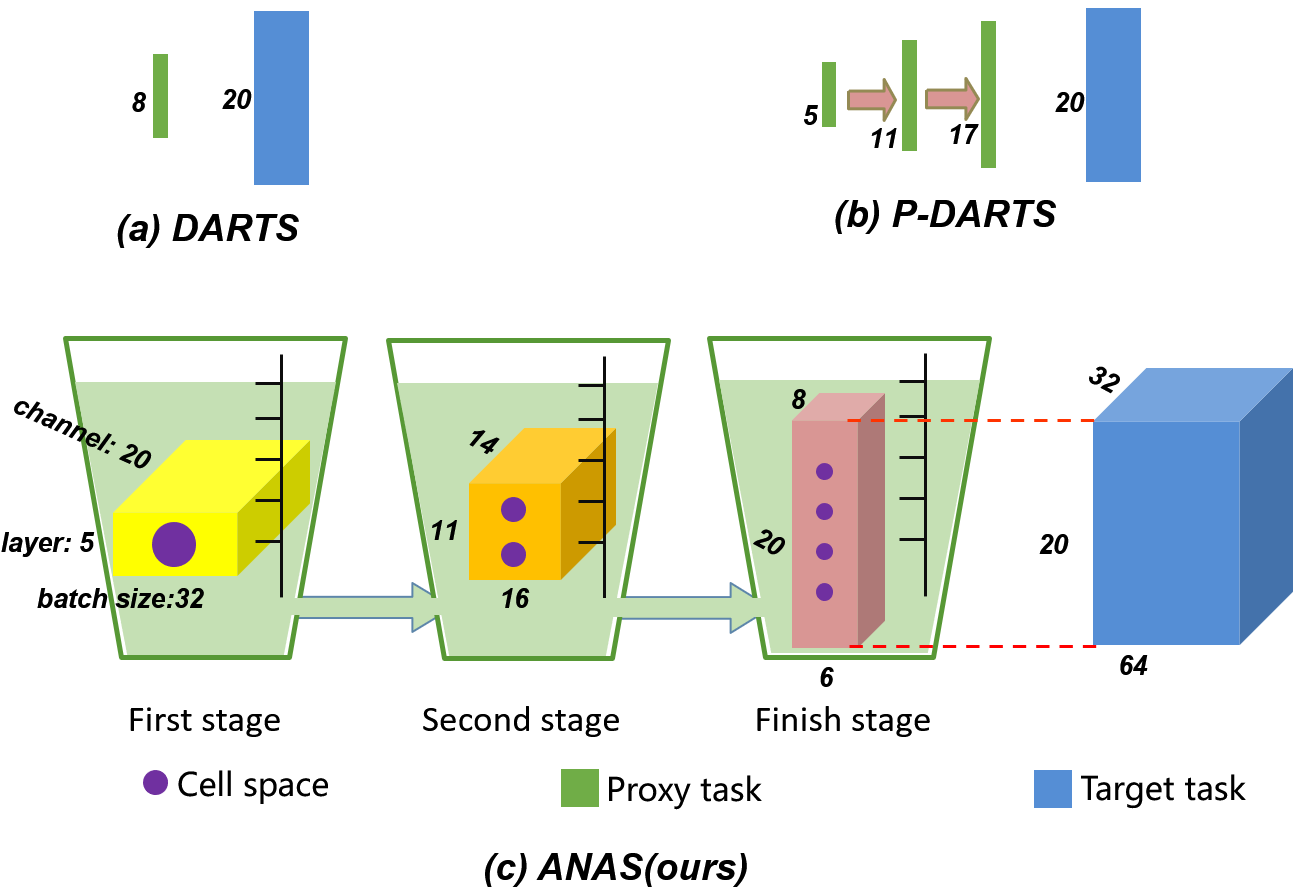 8
20
(a) DARTS
5
11
17
20
(b) P-DARTS
channel: 20
layer: 5
batch size:32
14
11
16
8
20
6
32
20
64
First stage
Second stage
Finish stage
Cell space
Proxy task
Target task
(c) ANAS(ours)